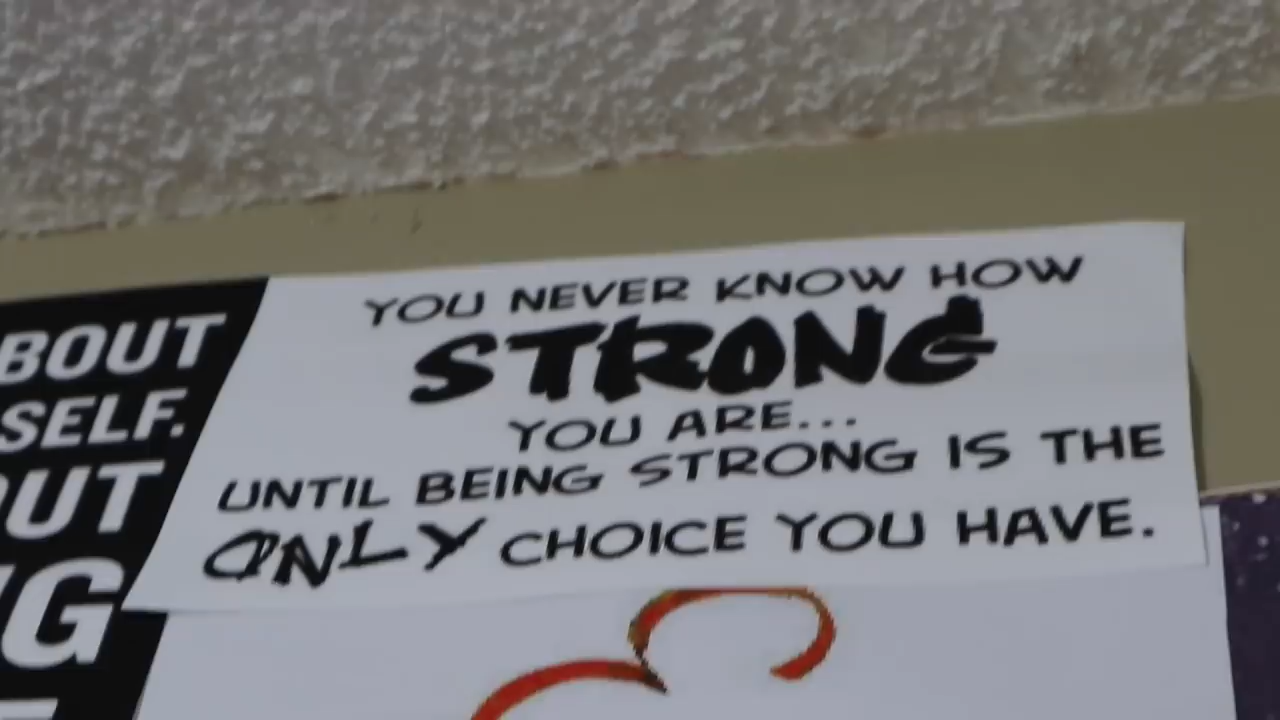 YOU NEVER KNOW HOW
STRONG
YOU ARE...
UNTIL BEING STRONG IS THE
ONLY CHOICE YOU HAVE.
BOUT
SELF.
OUT